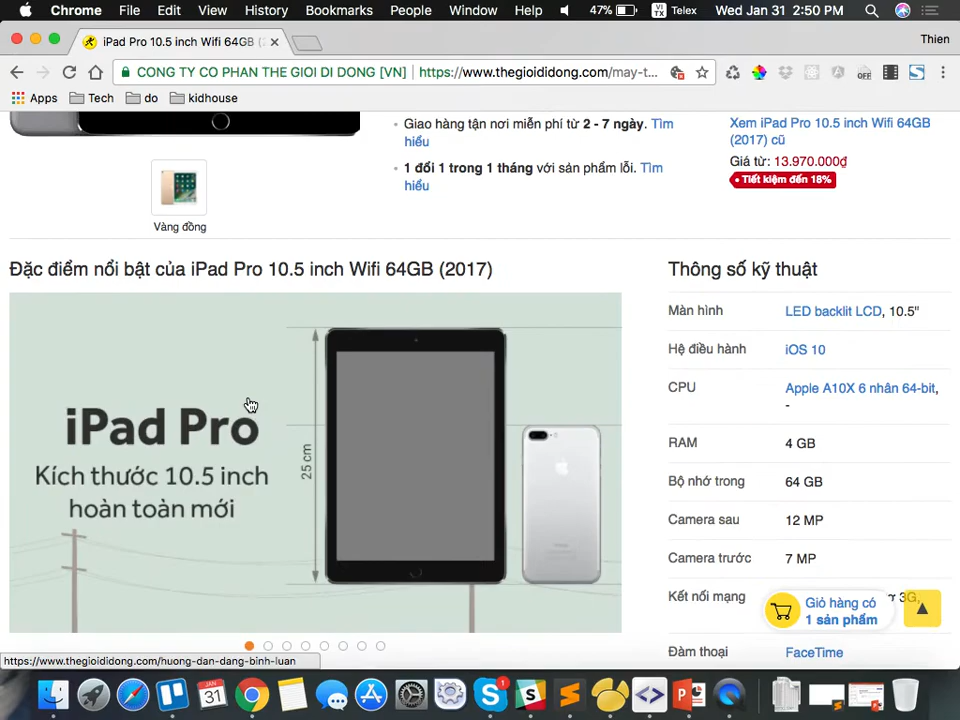 Chrome File Edit View History Bookmarks People Window Help 47% VI TX Telex Wed Jan 31 2:50 PM
iPad Pro 10.5 inch Wifi 64GB (
Thien
CONG TY CO PHAN THE GIOI DI DONG [VN] https://www.thegioididong.com/may-t... OFF
Apps Tech do kidhouse
Giao hàng tận nơi miễn phí từ 2 - 7 ngày. Tìm
hiểu
1 đổi 1 trong 1 tháng với sản phẩm lỗi. Tìm
hiểu
Xem iPad Pro 10.5 inch Wifi 64GB
(2017) cũ
Giá từ: 13.970.000₫
• Tiết kiệm đến 18%
Vàng đồng
Đặc điểm nổi bật của iPad Pro 10.5 inch Wifi 64GB (2017)
iPad Pro
Kích thước 10.5 inch
hoàn toàn mới
25 cm
Thông số kỹ thuật
Màn hình LED backlit LCD, 10.5"
Hệ điều hành iOS 10
CPU Apple A10X 6 nhân 64-bit,
-
RAM 4 GB
Bộ nhớ trong 64 GB
Camera sau 12 MP
Camera trước 7 MP
Kết nối mạng 3G,
Giỏ hàng có
1 sản phẩm
Đàm thoại FaceTime
https://www.thegioididong.com/huong-dan-dang-binh-luan
JAN
31
1